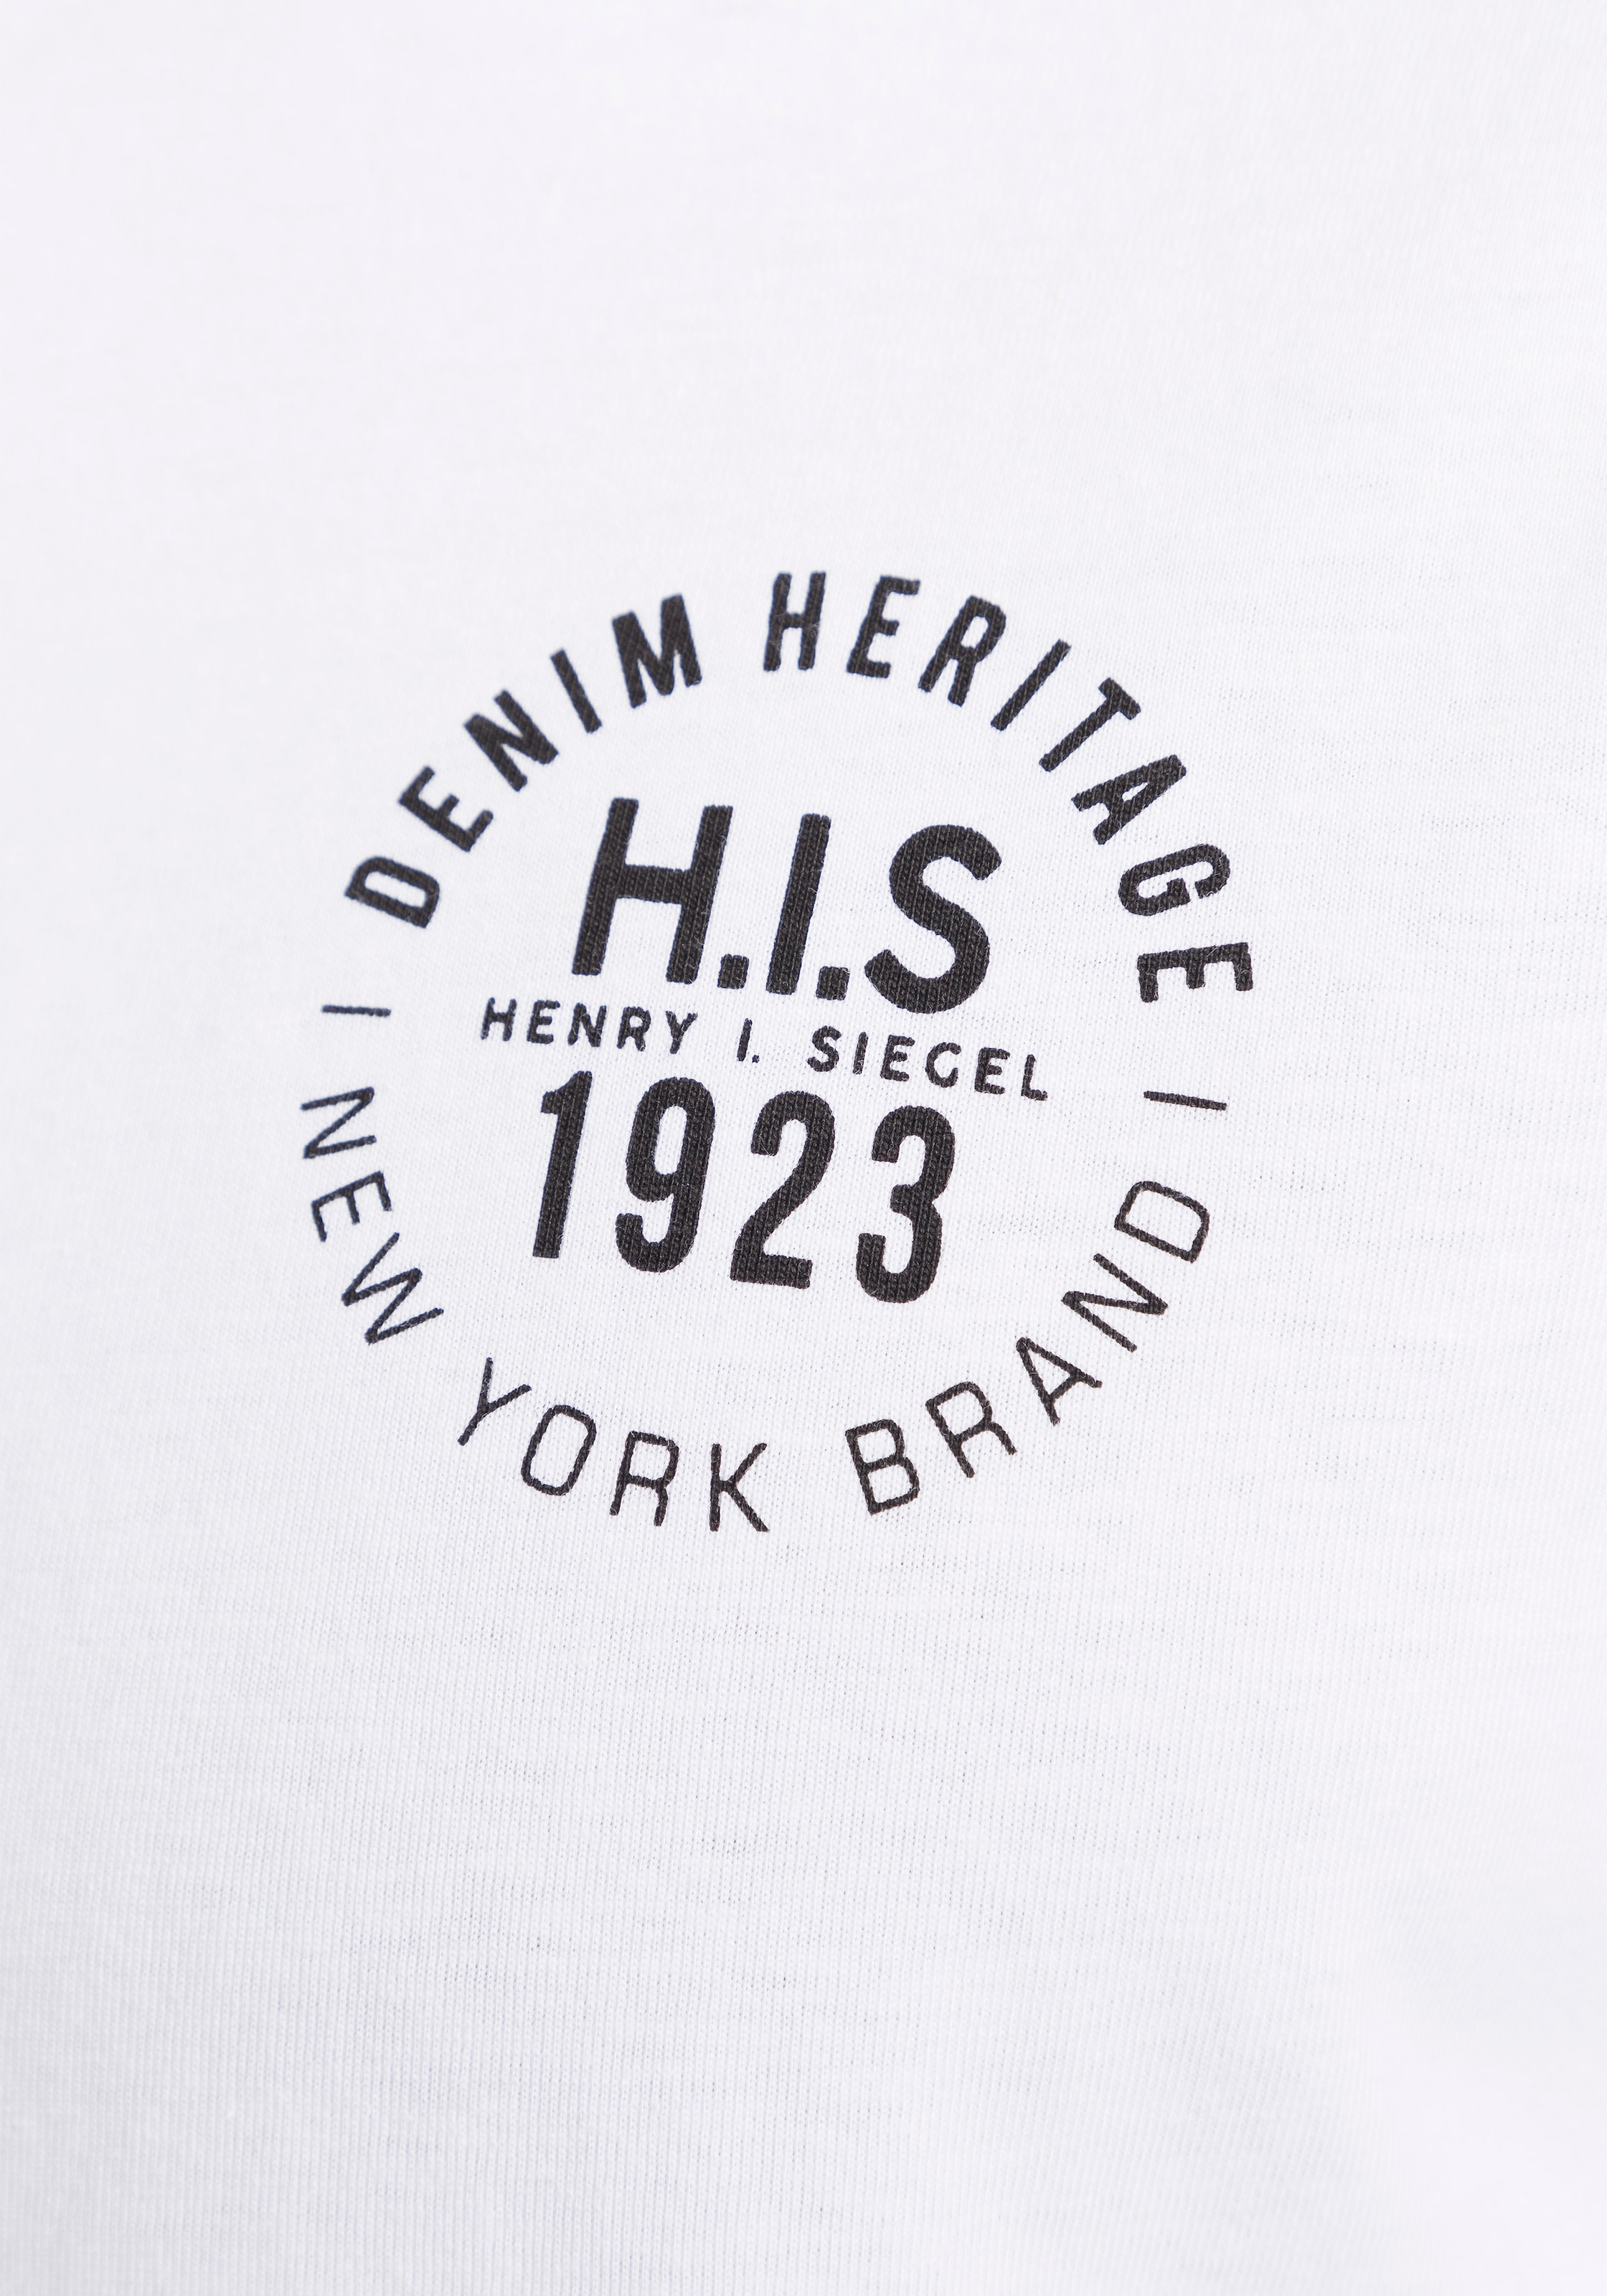 DENIM HERITAGE
H.I.S
HENRY I. SIEGEL
1923
NEW YORK BRAND